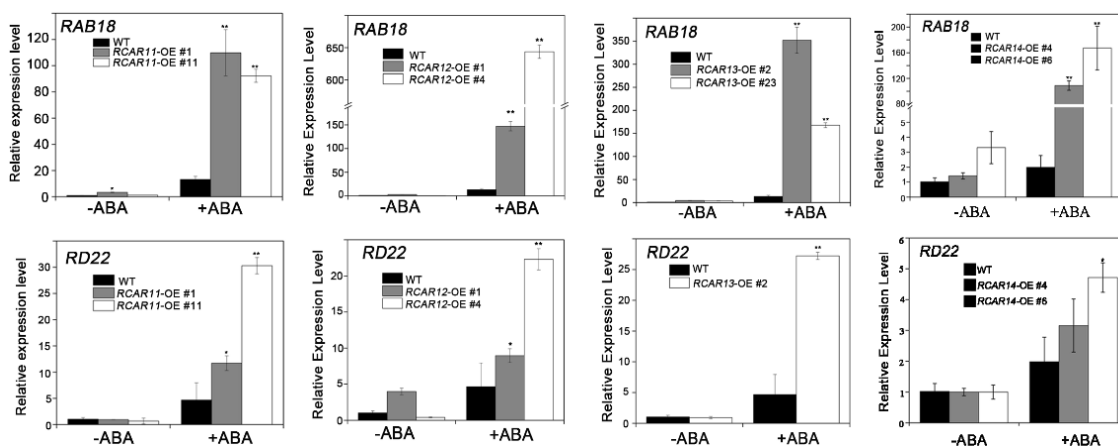 RAB18
WT
RCAR11-OE #1
RCAR11-OE #11
Relative expression level
120
100
80
60
40
20
0
*
**
**
-ABA
+ABA
RAB18
WT
RCAR12-OE #1
RCAR12-OE #4
Relative Expression Level
650
600
150
100
50
0
**
**
-ABA
+ABA
RAB18
WT
RCAR13-OE #2
RCAR13-OE #23
Relative Expression Level
350
300
250
200
150
100
50
0
**
**
-ABA
+ABA
RAB18
WT
RCAR14-OE #4
RCAR14-OE #6
Relative Expression Level
200
180
160
140
120
100
80
5
4
3
2
1
0
**
**
-ABA
+ABA
RD22
WT
RCAR11-OE #1
RCAR11-OE #11
Relative expression level
30
20
10
0
*
**
-ABA
+ABA
RD22
WT
RCAR12-OE #1
RCAR12-OE #4
Relative Expression Level
25
20
15
10
5
0
*
**
-ABA
+ABA
RD22
WT
RCAR13-OE #2
Relative Expression Level
25
20
15
10
5
0
**
-ABA
+ABA
RD22
WT
RCAR14-OE #4
RCAR14-OE #6
Relative Expression Level
6
5
4
3
2
1
0
-ABA
+ABA